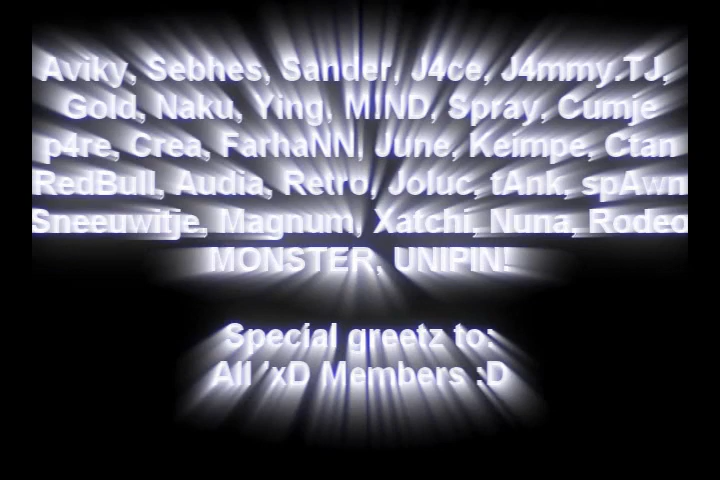 Aviky, Sebhes, Sander, J4ce, J4mmy.TJ,
Gold, Naku, Ying, M!ND, Spray, Cumje
p4re, Crea, FarhaNN, June, Keimpe, Ctan
RedBull, Audia, Retro, Joluc, tAnk, spAwn
Sneeuwitje, Magnum, Xatchi, Nuna, Rodeo
MONSTER, UNIPIN!
Special greetz to:
All 'xD Members :D